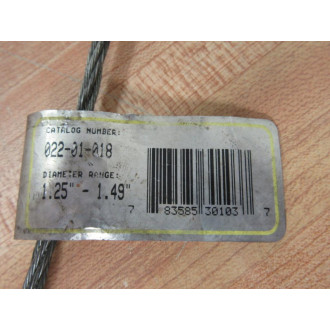 CATALOG NUMBER:
022-01-018
DIAMETER RANGE:
1.25" - 1.49"
7 83585 30103 7